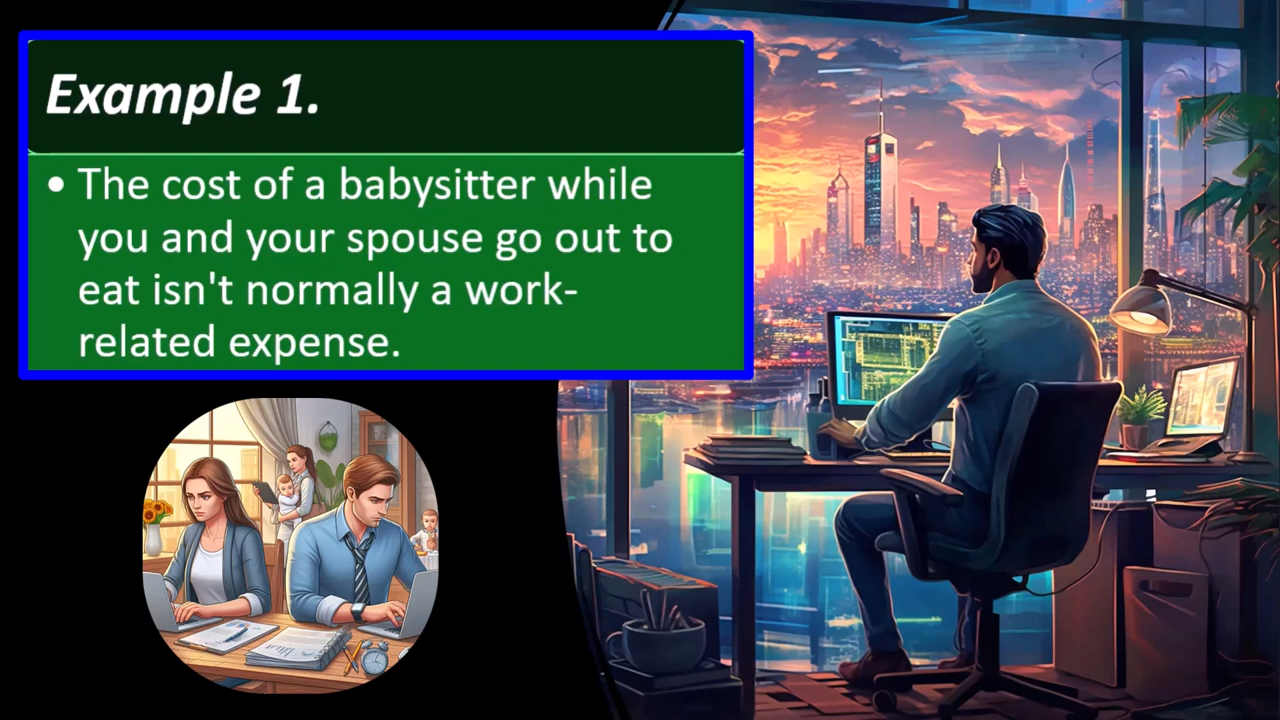 Example 1.
• The cost of a babysitter while
you and your spouse go out to
eat isn't normally a work-
related expense.